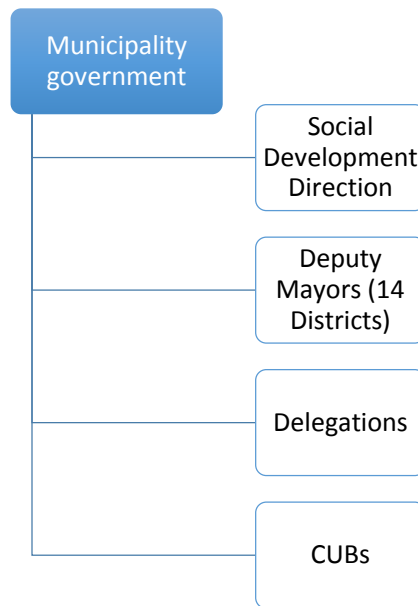 Municipality
government
Social
Development
Direction
Deputy
Mayors (14
Districts)
Delegations
CUBs